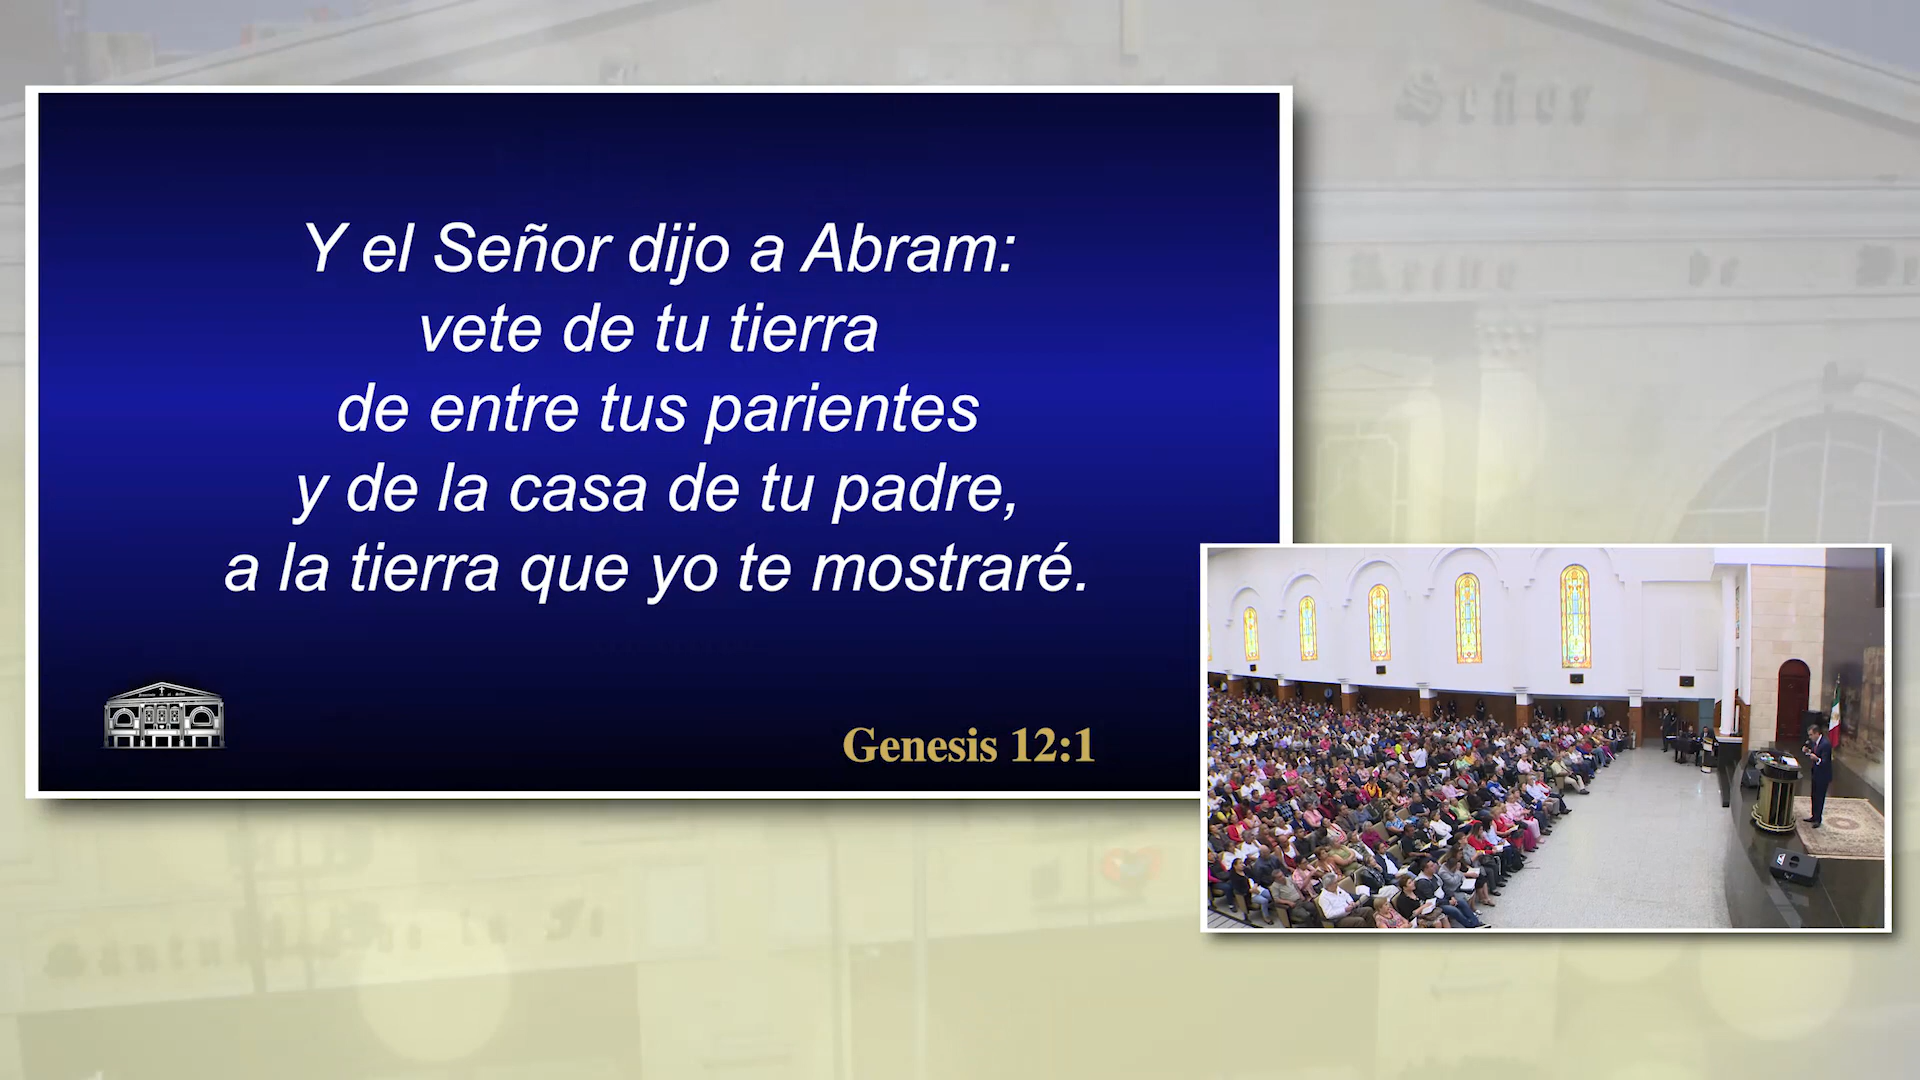 Señor
Y el Señor dijo a Abram:
vete de tu tierra
de entre tus parientes
y de la casa de tu padre,
a la tierra que yo te mostraré.
Genesis 12:1